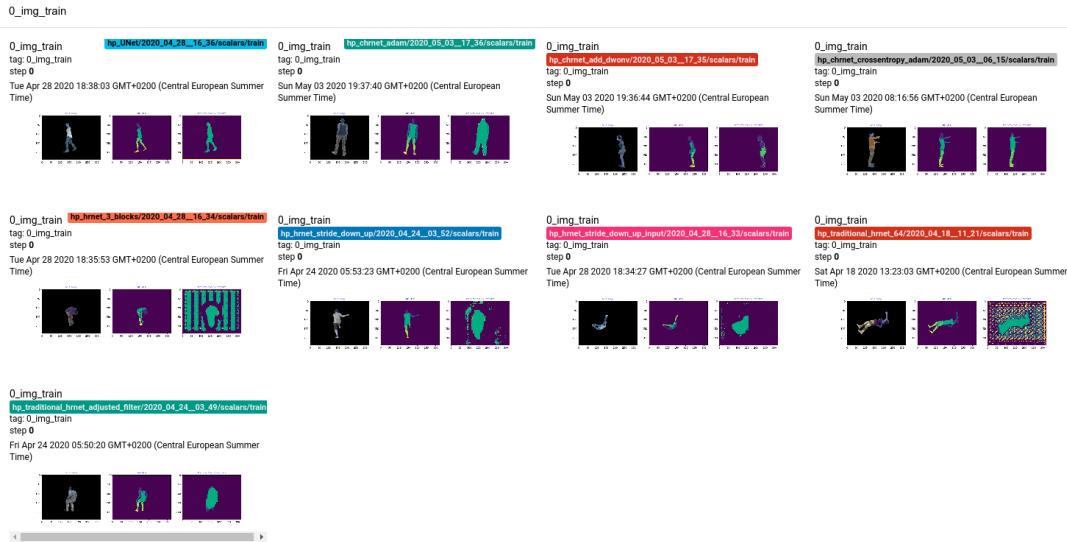 0_img_train
0_img_train
hp_UNet/2020_04_28__16_36/scalars/train
tag: 0_img_train
step 0
Tue Apr 28 2020 18:38:03 GMT+0200 (Central European Summer
Time)
0_img_train
hp_chrnet_adam/2020_05_03__17_36/scalars/train
tag: 0_img_train
step 0
Sun May 03 2020 19:37:40 GMT+0200 (Central European
Summer Time)
0_img_train
hp_chrnet_add_dwonv/2020_05_03__17_35/scalars/train
tag: 0_img_train
step 0
Sun May 03 2020 19:36:44 GMT+0200 (Central European
Summer Time)
0_img_train
hp_chrnet_crossentropy_adam/2020_05_03__06_15/scalars/train
tag: 0_img_train
step 0
Sun May 03 2020 08:16:56 GMT+0200 (Central European
Summer Time)
0_img_train
hp_hrnet_3_blocks/2020_04_28__16_34/scalars/train
tag: 0_img_train
step 0
Tue Apr 28 2020 18:35:53 GMT+0200 (Central European Summer
Time)
0_img_train
hp_hrnet_stride_down_up/2020_04_24__03_52/scalars/train
tag: 0_img_train
step 0
Fri Apr 24 2020 05:53:23 GMT+0200 (Central European Summer
Time)
0_img_train
hp_hrnet_stride_down_up_input/2020_04_28__16_33/scalars/train
tag: 0_img_train
step 0
Tue Apr 28 2020 18:34:27 GMT+0200 (Central European Summer
Time)
0_img_train
hp_traditional_hrnet_64/2020_04_18__11_21/scalars/train
tag: 0_img_train
step 0
Sat Apr 18 2020 13:23:03 GMT+0200 (Central European Summer
Time)
0_img_train
hp_traditional_hrnet_adjusted_filter/2020_04_24__03_49/scalars/train
tag: 0_img_train
step 0
Fri Apr 24 2020 05:50:20 GMT+0200 (Central European Summer
Time)